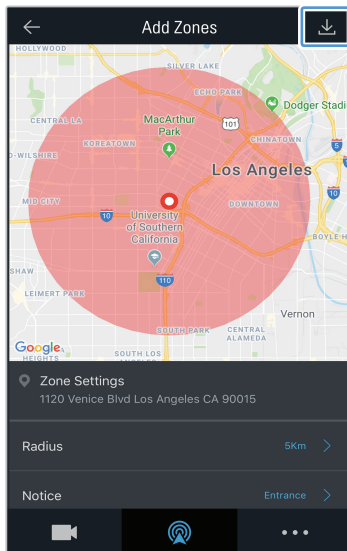 Add Zones
HOLLYWOOD
SILVER LAKE
ECHO PARK
Dodger Stadi
CENTRAL LA
MacArthur
Park
101
CHINATOWN
5
KOREATOWN
D-WILSHIRE
Los Angeles
10
MID CITY
DOWNTOWN
10
University
of Southern
California
BOYLE H
SHAW
110
LEIMERT PARK
Vernon
SOUTH PARK
CENTRAL
ALAMEDA
Google
HEIGHTS
SOUTH LOS
Zone Settings
1120 Venice Blvd Los Angeles CA 90015
Radius
5Km
Notice
Entrance